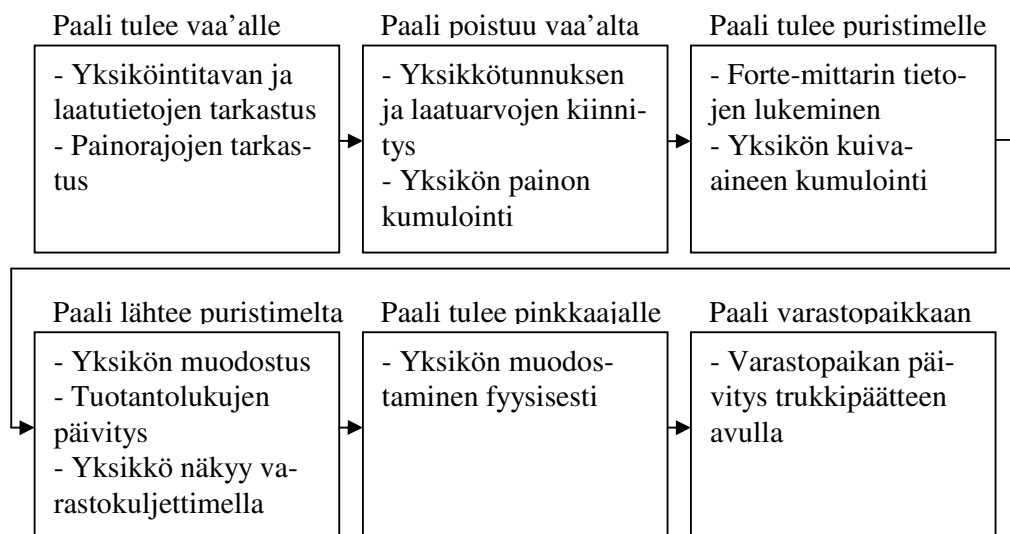 Paali tulee vaa'alle
- Yksiköintitavan ja
laatutietojen tarkastus
- Painorajojen tarkas-
tus
Paali poistuu vaa'alta
- Yksikkötunnuksen
ja laatuarvojen kiinni-
tys
- Yksikön painon
kumulointi
Paali tulee puristimelle
- Forte-mittarin tieto-
jen lukeminen
- Yksikön kuiva-
aineen kumulointi
Paali lähtee puristimelta
- Yksikön muodostus
- Tuotantolukujen
päivitys
- Yksikkö näkyy va-
rastokuljettimella
Paali tulee pinkkaajalle
- Yksikön muodos-
taminen fyysisesti
Paali varastopaikkaan
- Varastopaikan päi-
vitys trukkipäätteen
avulla